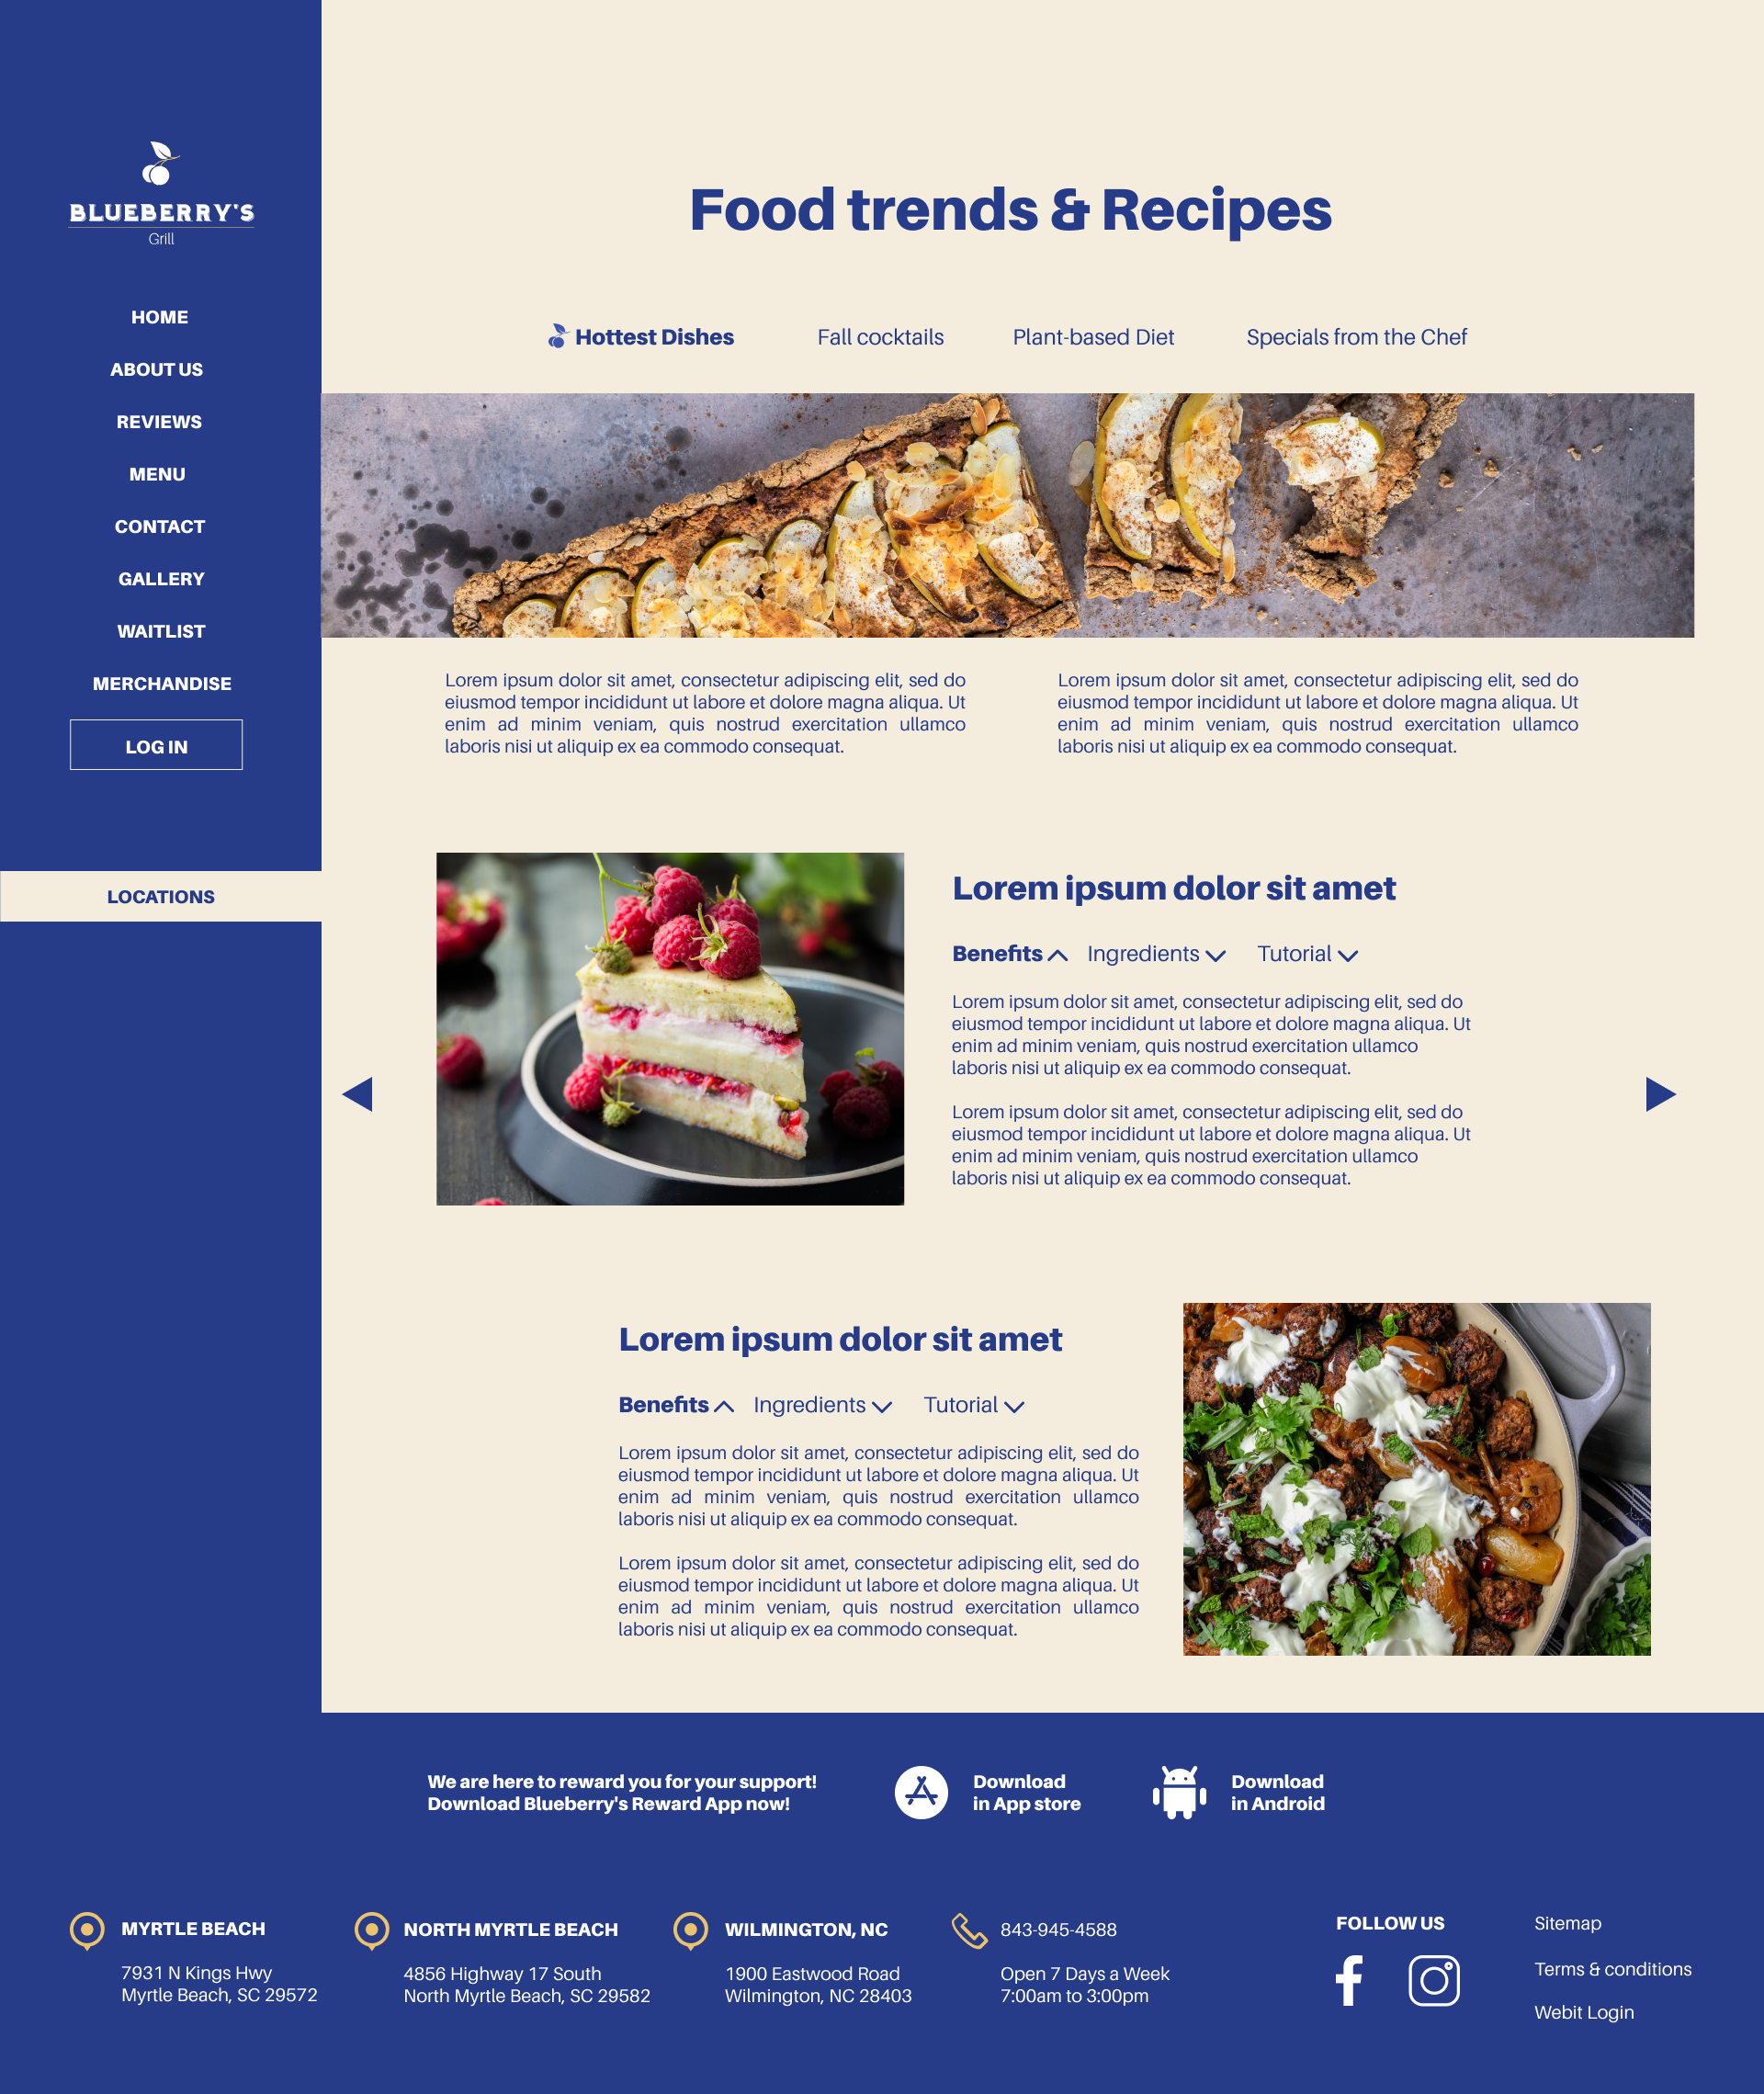 BLUEBERRY'S
Grill
HOME
ABOUT US
REVIEWS
MENU
CONTACT
GALLERY
WAITLIST
MERCHANDISE
LOG IN
LOCATIONS
Food trends & Recipes
Hottest Dishes
Fall cocktails
Plant-based Diet
Specials from the Chef
Lorem ipsum dolor sit amet, consectetur adipiscing elit, sed do
eiusmod tempor incididunt ut labore et dolore magna aliqua. Ut
enim ad minim veniam, quis nostrud exercitation ullamco
laboris nisi ut aliquip ex ea commodo consequat.
Lorem ipsum dolor sit amet, consectetur adipiscing elit, sed do
eiusmod tempor incididunt ut labore et dolore magna aliqua. Ut
enim ad minim veniam, quis nostrud exercitation ullamco
laboris nisi ut aliquip ex ea commodo consequat.
Lorem ipsum dolor sit amet
Benefits
Ingredients
Tutorial
Lorem ipsum dolor sit amet, consectetur adipiscing elit, sed do
eiusmod tempor incididunt ut labore et dolore magna aliqua. Ut
enim ad minim veniam, quis nostrud exercitation ullamco
laboris nisi ut aliquip ex ea commodo consequat.
Lorem ipsum dolor sit amet, consectetur adipiscing elit, sed do
eiusmod tempor incididunt ut labore et dolore magna aliqua. Ut
enim ad minim veniam, quis nostrud exercitation ullamco
laboris nisi ut aliquip ex ea commodo consequat.
Lorem ipsum dolor sit amet
Benefits
Ingredients
Tutorial
Lorem ipsum dolor sit amet, consectetur adipiscing elit, sed do
eiusmod tempor incididunt ut labore et dolore magna aliqua. Ut
enim ad minim veniam, quis nostrud exercitation ullamco
laboris nisi ut aliquip ex ea commodo consequat.
Lorem ipsum dolor sit amet, consectetur adipiscing elit, sed do
eiusmod tempor incididunt ut labore et dolore magna aliqua. Ut
enim ad minim veniam, quis nostrud exercitation ullamco
laboris nisi ut aliquip ex ea commodo consequat.
We are here to reward you for your support!
Download Blueberry's Reward App now!
Download
in App store
Download
in Android
MYRTLE BEACH
7931 N Kings Hwy
Myrtle Beach, SC 29572
NORTH MYRTLE BEACH
4856 Highway 17 South
North Myrtle Beach, SC 29582
WILMINGTON, NC
1900 Eastwood Road
Wilmington, NC 28403
843-945-4588
Open 7 Days a Week
7:00am to 3:00pm
FOLLOW US
Sitemap
Terms & conditions
Webit Login